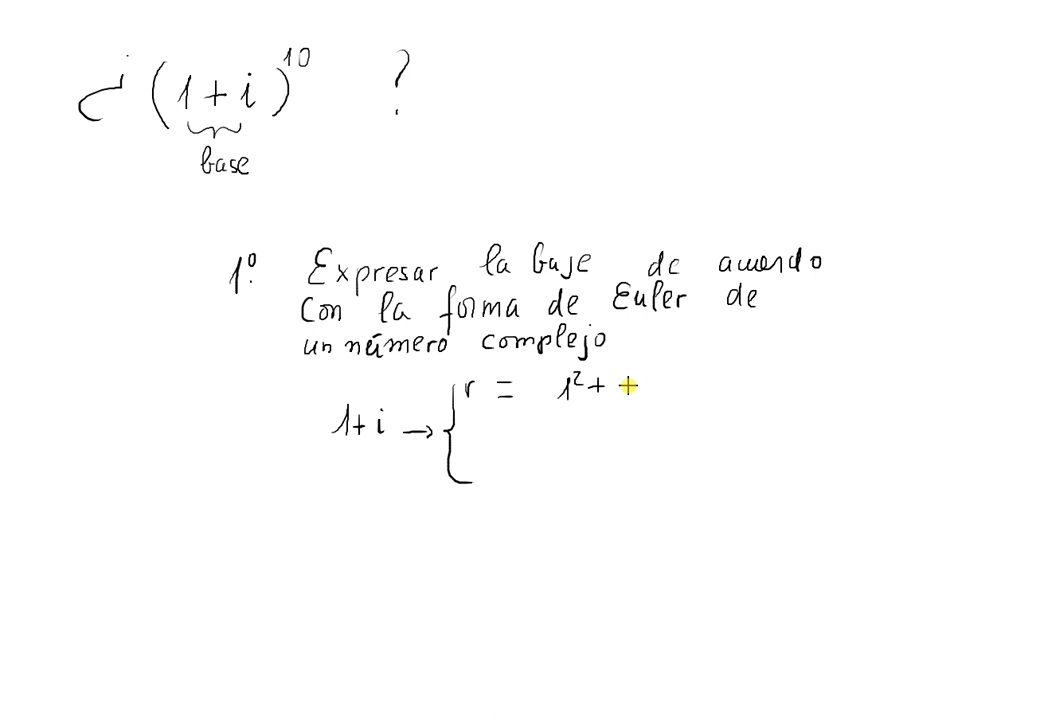 ¿ (1+i)^10 ?
base
1º Expresar la base de acuerdo
con la forma de Euler de
un número complejo
1+i → { r = 1² +